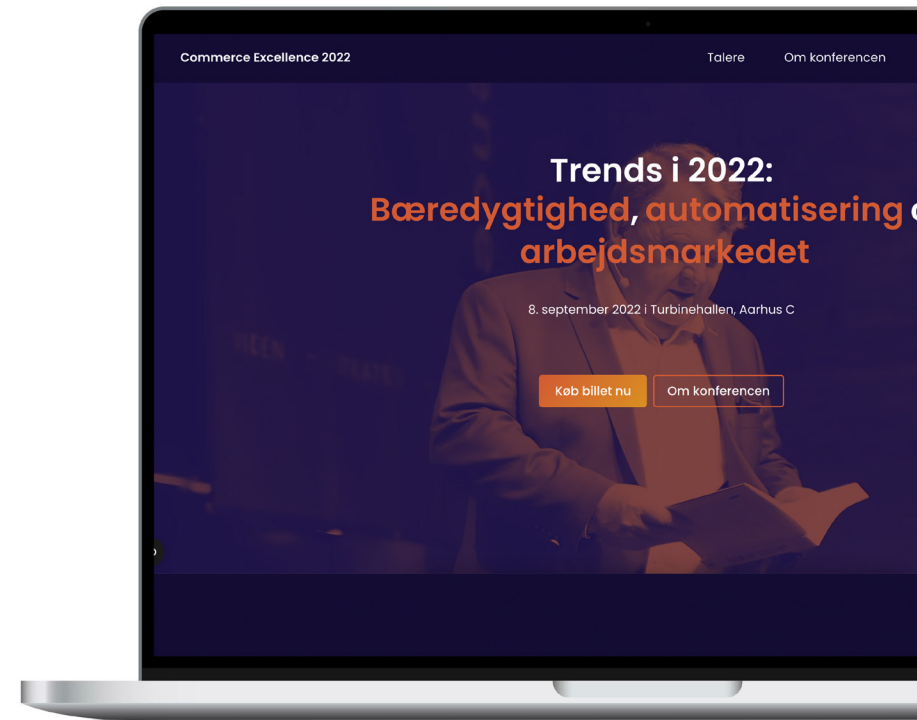 Commerce Excellence 2022
Talere
Om konferencen
Trends i 2022:
Bæredygtighed, automatisering
arbejdsmarkedet
8. september 2022 i Turbinehallen, Aarhus C
Køb billet nu
Om konferencen